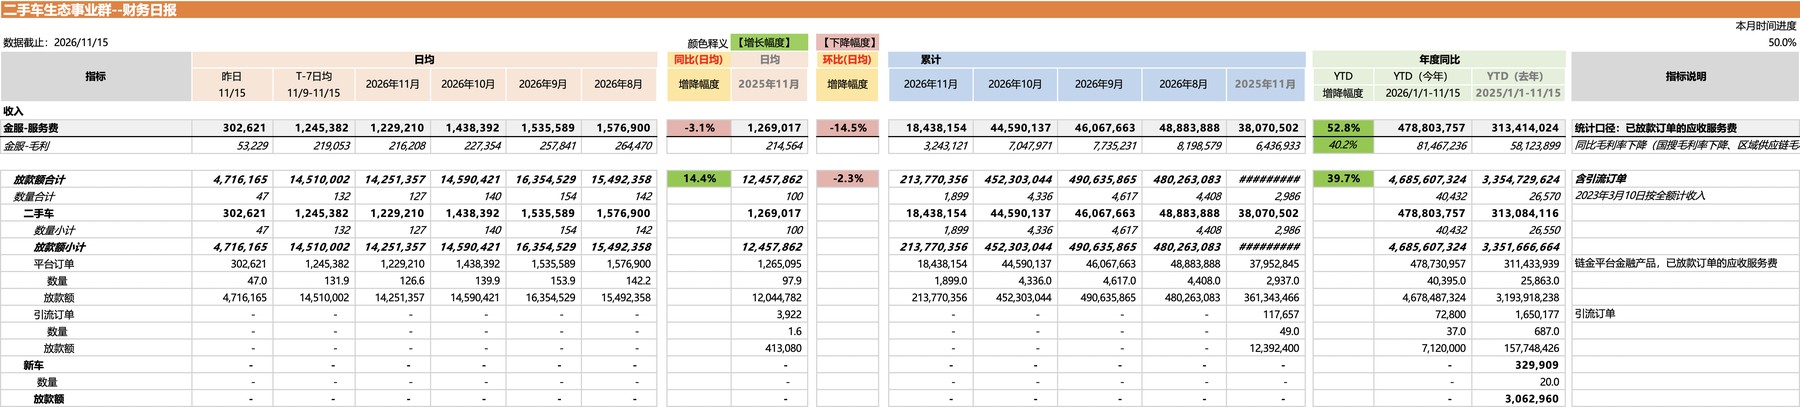 二手车生态事业群--财务日报
本月时间进度
数据截止：2026/11/15 颜色释义 【增长幅度】 【下降幅度】 50.0%
指标 日均 同比(日均) 日均 环比(日均) 累计 年度同比 指标说明
昨日 T-7日均 2026年11月 2026年10月 2026年9月 2026年8月 增降幅度 2025年11月 增降幅度 2026年11月 2026年10月 2026年9月 2026年8月 2025年11月 YTD YTD（今年） YTD（去年）
11/15 11/9-11/15 增降幅度 2026/1/1-11/15 2025/1/1-11/15
收入
金服-服务费 302,621 1,245,382 1,229,210 1,438,392 1,535,589 1,576,900 -3.1% 1,269,017 -14.5% 18,438,154 44,590,137 46,067,663 48,883,888 38,070,502 52.8% 478,803,757 313,414,024 统计口径：已放款订单的应收服务费
金服-毛利 53,229 219,053 216,208 227,354 257,841 264,470 214,564 3,243,121 7,047,971 7,735,231 8,198,579 6,436,933 40.2% 81,467,236 58,123,899 同比毛利率下降（国搜毛利率下降、区域供应链毛
放款额合计 4,716,165 14,510,002 14,251,357 14,590,421 16,354,529 15,492,358 14.4% 12,457,862 -2.3% 213,770,356 452,303,044 490,635,865 480,263,083 ######### 39.7% 4,685,607,324 3,354,729,624 含引流订单
数量合计 47 132 127 140 154 142 100 1,899 4,336 4,617 4,408 2,986 40,432 26,570 2023年3月10日按全额计收入
二手车 302,621 1,245,382 1,229,210 1,438,392 1,535,589 1,576,900 1,269,017 18,438,154 44,590,137 46,067,663 48,883,888 38,070,502 478,803,757 313,084,116
数量小计 47 132 127 140 154 142 100 1,899 4,336 4,617 4,408 2,986 40,432 26,550
放款额小计 4,716,165 14,510,002 14,251,357 14,590,421 16,354,529 15,492,358 12,457,862 213,770,356 452,303,044 490,635,865 480,263,083 ######### 4,685,607,324 3,351,666,664
平台订单 302,621 1,245,382 1,229,210 1,438,392 1,535,589 1,576,900 1,265,095 18,438,154 44,590,137 46,067,663 48,883,888 37,952,845 478,730,957 311,433,939 链金平台金融产品，已放款订单的应收服务费
数量 47.0 131.9 126.6 139.9 153.9 142.2 97.9 1,899.0 4,336.0 4,617.0 4,408.0 2,937.0 40,395.0 25,863.0
放款额 4,716,165 14,510,002 14,251,357 14,590,421 16,354,529 15,492,358 12,044,782 213,770,356 452,303,044 490,635,865 480,263,083 361,343,466 4,678,487,324 3,193,918,238
引流订单 - - - - - - 3,922 - - - - 117,657 72,800 1,650,177 引流订单
数量 - - - - - - 1.6 - - - - 49.0 37.0 687.0
放款额 - - - - - - 413,080 - - - - 12,392,400 7,120,000 157,748,426
新车 - - - - - - - - - - - - - 329,909
数量 - - - - - - - - - - - - - 20.0
放款额 - - - - - - - - - - - - - 3,062,960